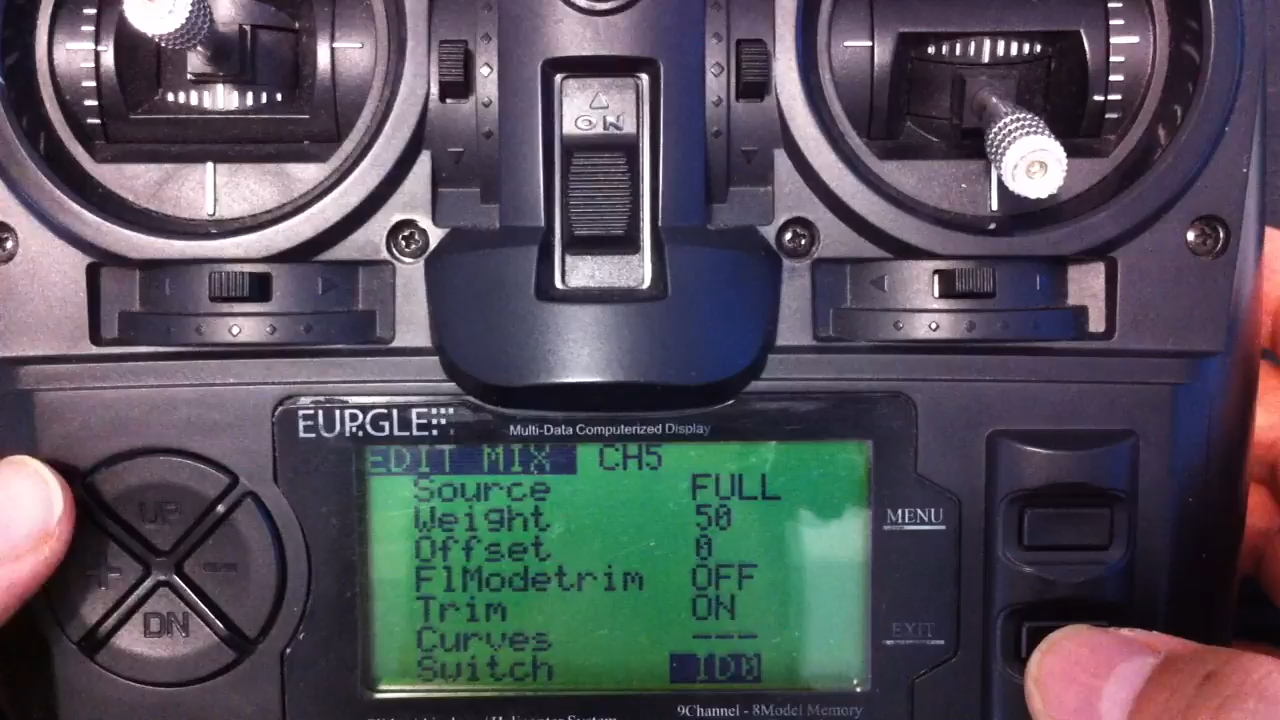 ON
EURGLE
Multi-Data Computerized Display
EDIT MIX CH5
Source FULL
Weight 50
Offset 0
FlModetrim OFF
Trim ON
Curves ---
Switch ID0
MENU
EXIT
UP
+ -
DN
9Channel - 8Model Memory